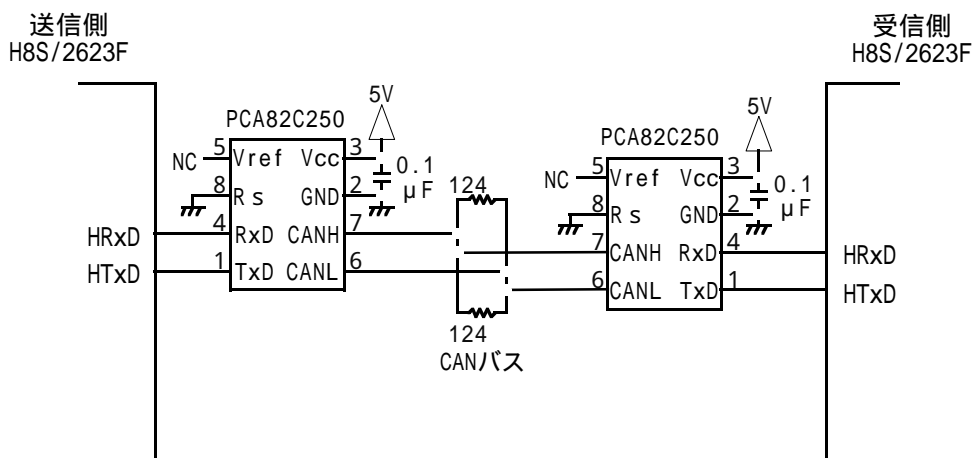 送信側
H8S/2623F
受信側
H8S/2623F
5V
PCA82C250
NC 5 Vref Vcc 3
0.1
μF
8 Rs GND 2
HRxD 4 RxD CANH 7
HTxD 1 TxD CANL 6
124
124
CANバス
5V
PCA82C250
NC 5 Vref Vcc 3
0.1
μF
8 Rs GND 2
7 CANH RxD 4 HRxD
6 CANL TxD 1 HTxD